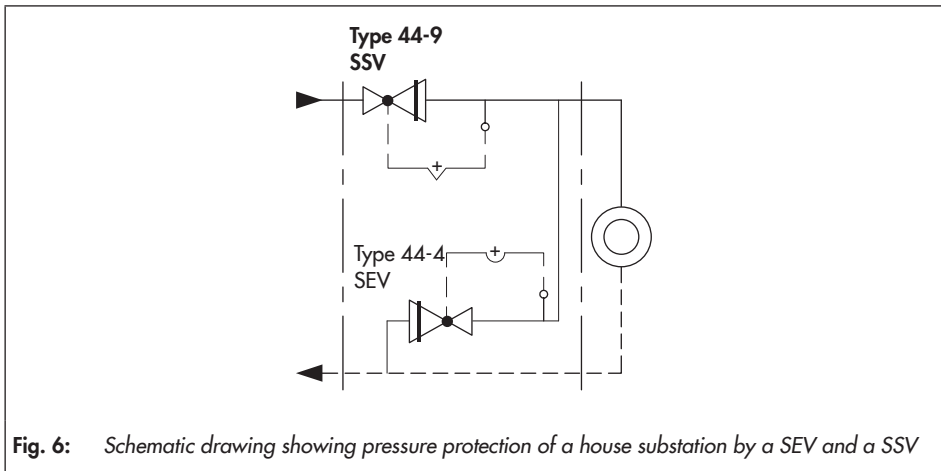 Type 44-9
SSV
+
Type 44-4
SEV
+
Fig. 6: Schematic drawing showing pressure protection of a house substation by a SEV and a SSV